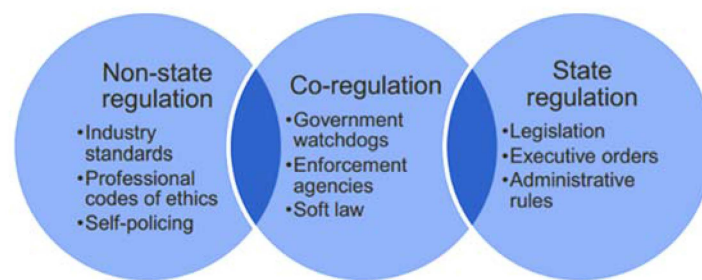 Non-state
regulation
•Industry
standards
•Professional
codes of ethics
•Self-policing
Co-regulation
•Government
watchdogs
•Enforcement
agencies
•Soft law
State
regulation
•Legislation
•Executive orders
•Administrative
rules